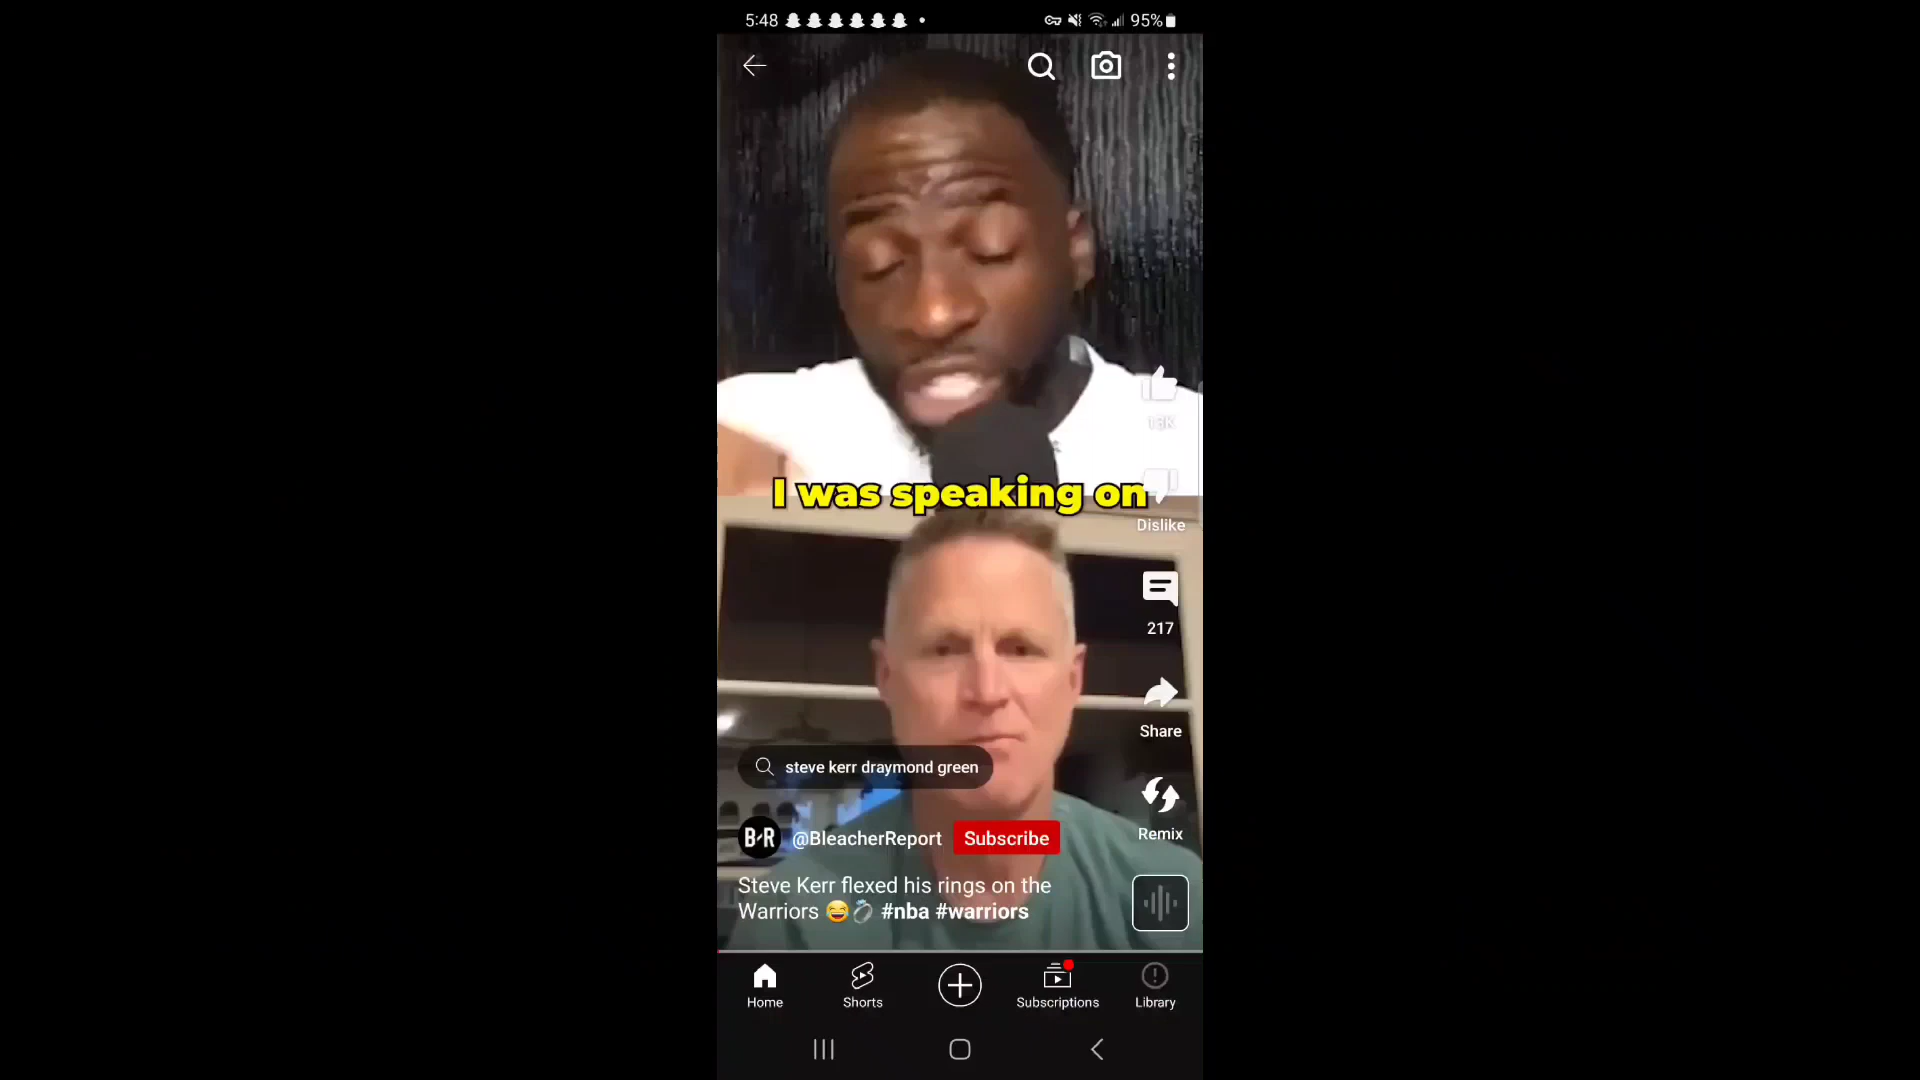 5:48
95%
13K
I was speaking on
Dislike
217
Share
steve kerr draymond green
Remix
B/R @BleacherReport Subscribe
Steve Kerr flexed his rings on the
Warriors 😂💍 #nba #warriors
Home Shorts Subscriptions Library